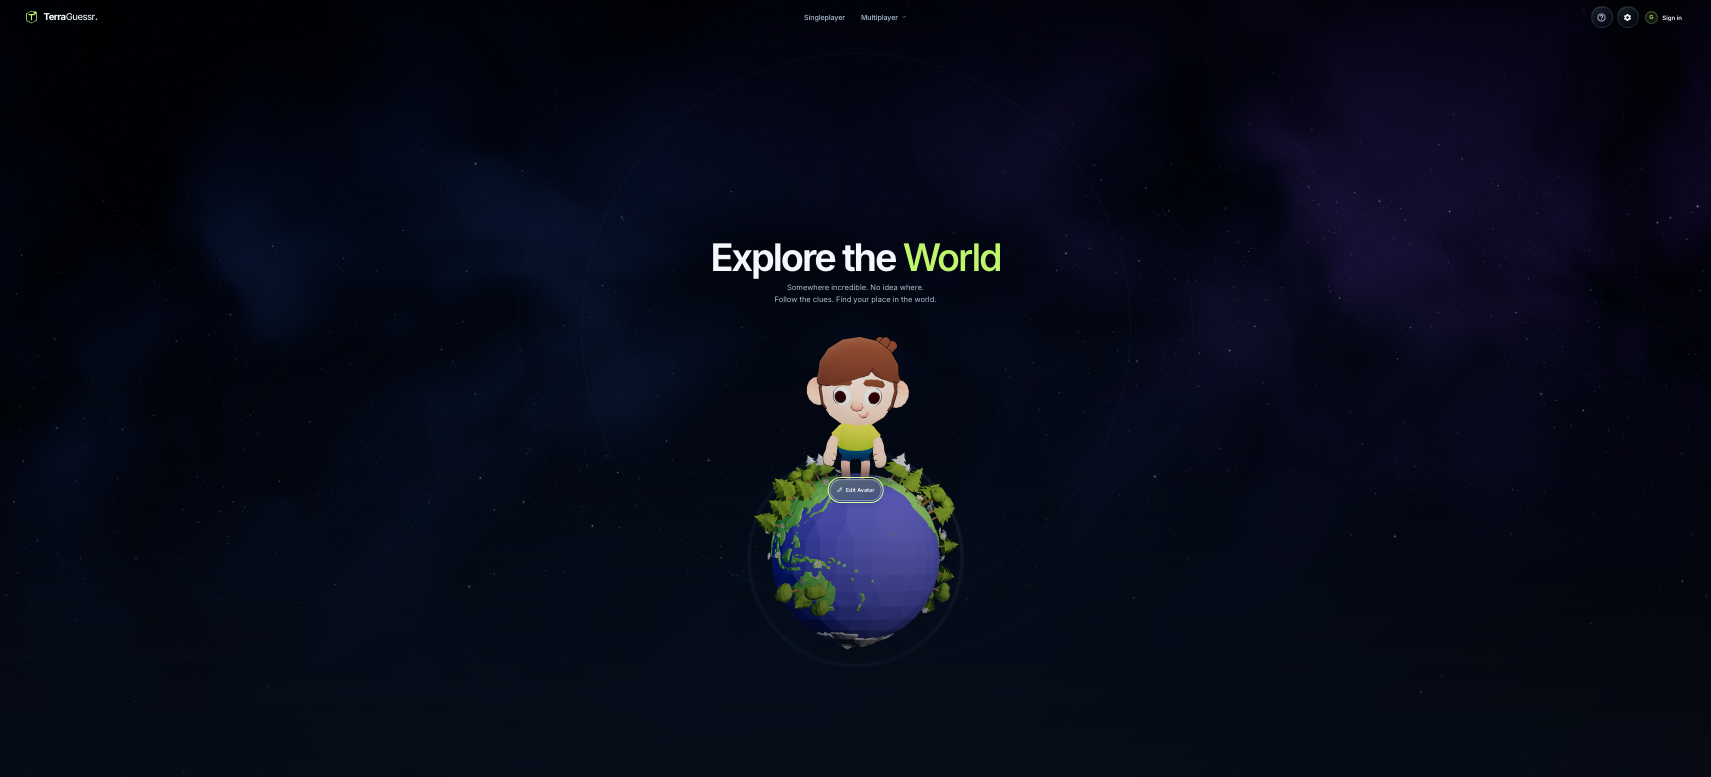 TerraGuessr.
Singleplayer
Multiplayer
G
Sign in
Explore the World
Somewhere incredible. No idea where.
Follow the clues. Find your place in the world.
Edit Avatar